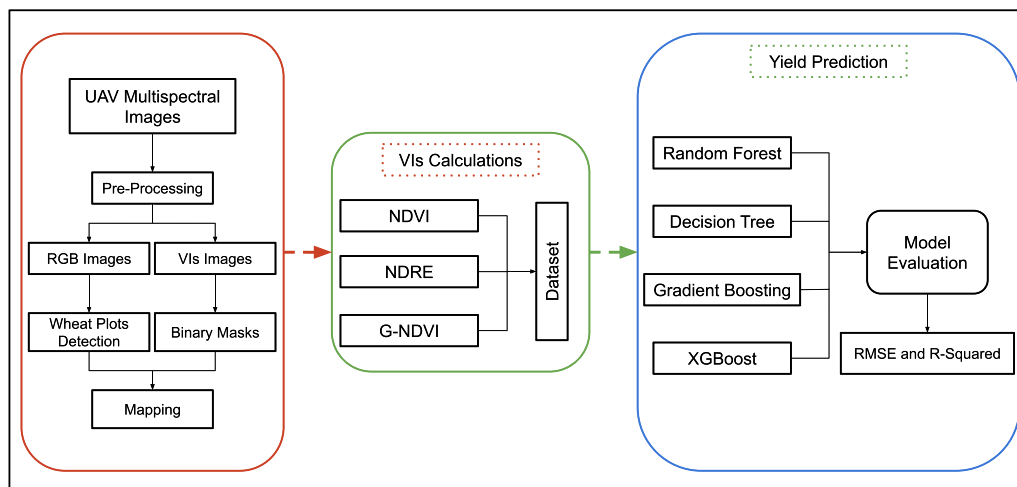 UAV Multispectral
Images
Pre-Processing
RGB Images
VIs Images
Wheat Plots
Detection
Binary Masks
Mapping
VIs Calculations
NDVI
NDRE
G-NDVI
Dataset
Yield Prediction
Random Forest
Decision Tree
Gradient Boosting
XGBoost
Model
Evaluation
RMSE and R-Squared